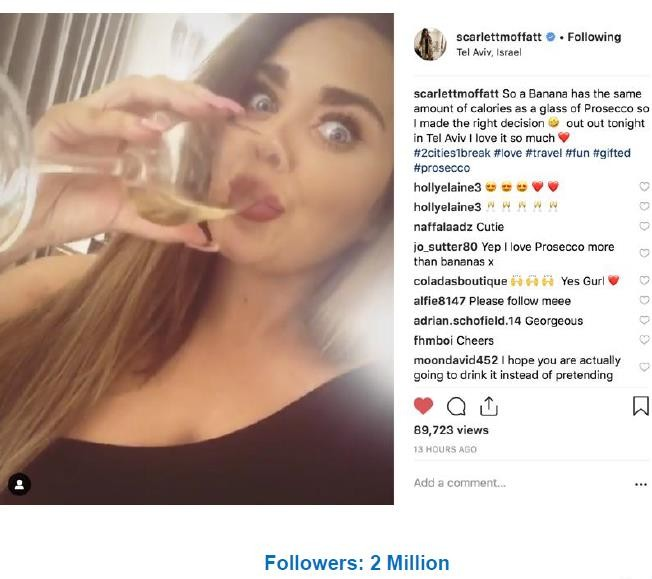 scarlettmoffatt • Following
Tel Aviv, Israel
scarlettmoffatt So a Banana has the same
amount of calories as a glass of Prosecco so
I made the right decision 🤣 out out tonight
in Tel Aviv I love it so much ❤️
#2cities1break #love #travel #fun #gifted
#prosecco
hollyelaine3 😍😍😍❤️❤️
hollyelaine3 🥂🥂🥂🥂🥂
naffalaadz Cutie
jo_sutter80 Yep I love Prosecco more
than bananas x
coladasboutique 🙌🙌🙌 Yes Gurl ❤️
alfie8147 Please follow meee
adrian.schofield.14 Georgeous
fhmboi Cheers
moondavid452 I hope you are actually
going to drink it instead of pretending
89,723 views
13 HOURS AGO
Add a comment...
Followers: 2 Million